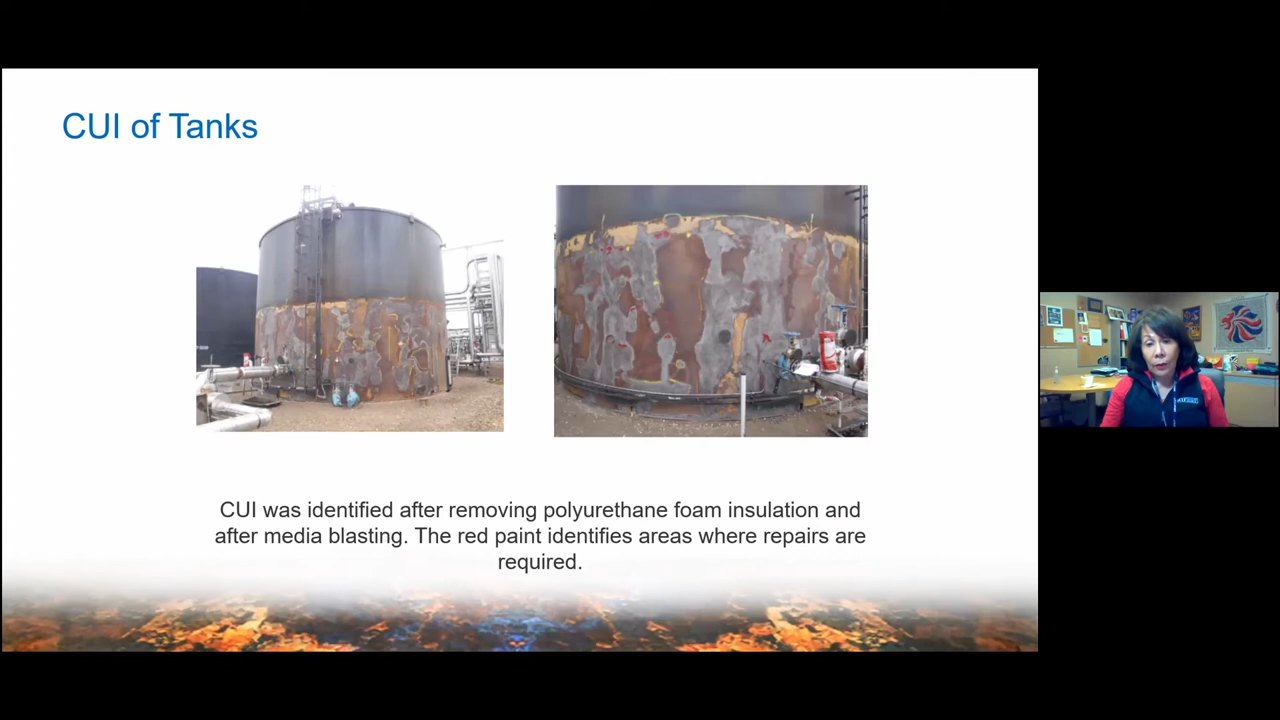 CUI of Tanks
CUI was identified after removing polyurethane foam insulation and
after media blasting. The red paint identifies areas where repairs are
required.